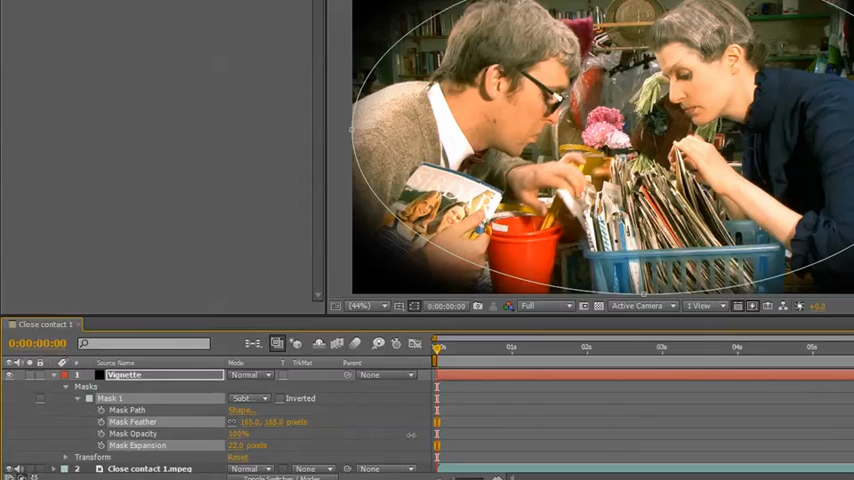 (44%)
0:00:00:00
Full
Active Camera
1 View
+0.0
Close contact 1
0:00:00:00
Source Name
Mode
TrkMat
Parent
01s
02s
03s
04s
05s
1 Vignette
Normal
None
Masks
Mask 1
Subt...
Inverted
Mask Path
Shape...
Mask Feather
165.0, 165.0 pixels
Mask Opacity
100%
Mask Expansion
22.0 pixels
Transform
Reset
2 Close contact 1.mpeg
Normal
None
None
Toggle Switches / Modes